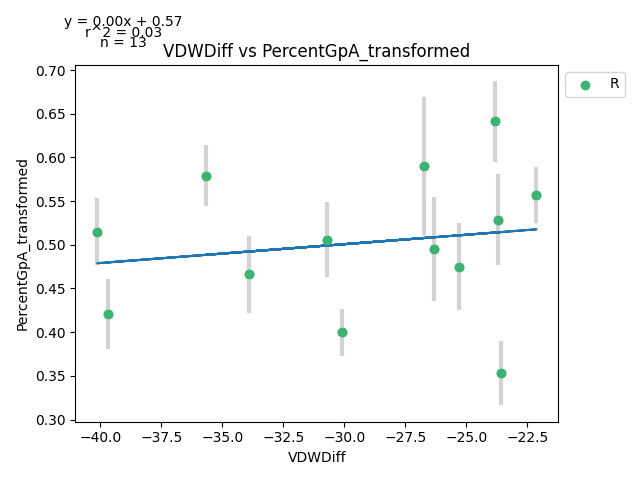 y = 0.00x + 0.57
r^2 = 0.03
n = 13
VDWDiff vs PercentGpA_transformed
R
PercentGpA_transformed
0.70
0.65
0.60
0.55
0.50
0.45
0.40
0.35
0.30
−40.0 −37.5 −35.0 −32.5 −30.0 −27.5 −25.0 −22.5
VDWDiff